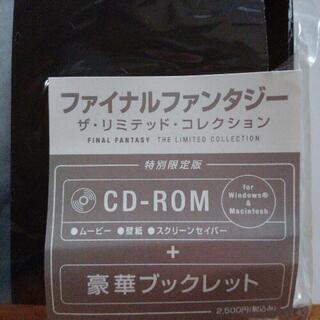 ファイナルファンタジー
ザ・リミテッド・コレクション
FINAL FANTASY THE LIMITED COLLECTION
特別限定版
CD-ROM
for Windows® & Macintosh
●ムービー ●壁紙 ●スクリーンセイバー
+
豪華ブックレット
2,500円(税込み)